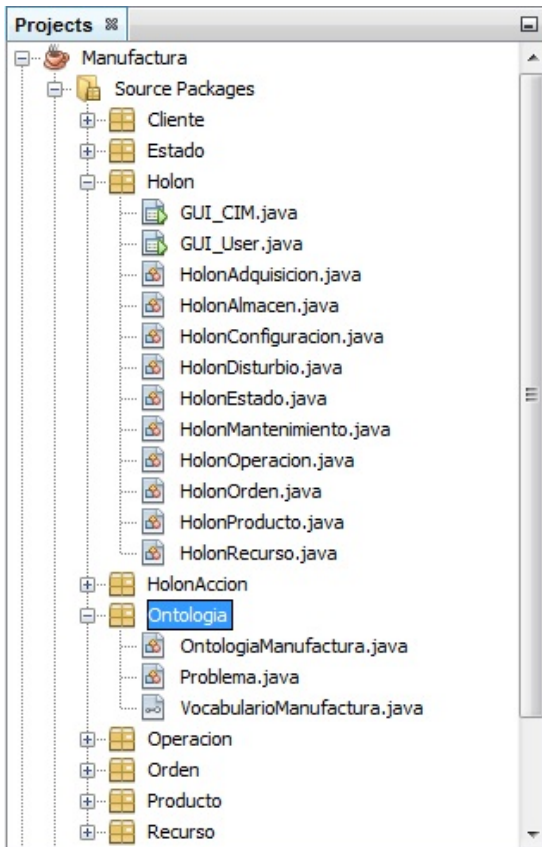 Projects
Manufactura
Source Packages
Cliente
Estado
Holon
GUI_CIM.java
GUI_User.java
HolonAdquisicion.java
HolonAlmacen.java
HolonConfiguracion.java
HolonDisturbio.java
HolonEstado.java
HolonMantenimiento.java
HolonOperacion.java
HolonOrden.java
HolonProducto.java
HolonRecurso.java
HolonAccion
Ontologia
OntologiaManufactura.java
Problema.java
VocabularioManufactura.java
Operacion
Orden
Producto
Recurso